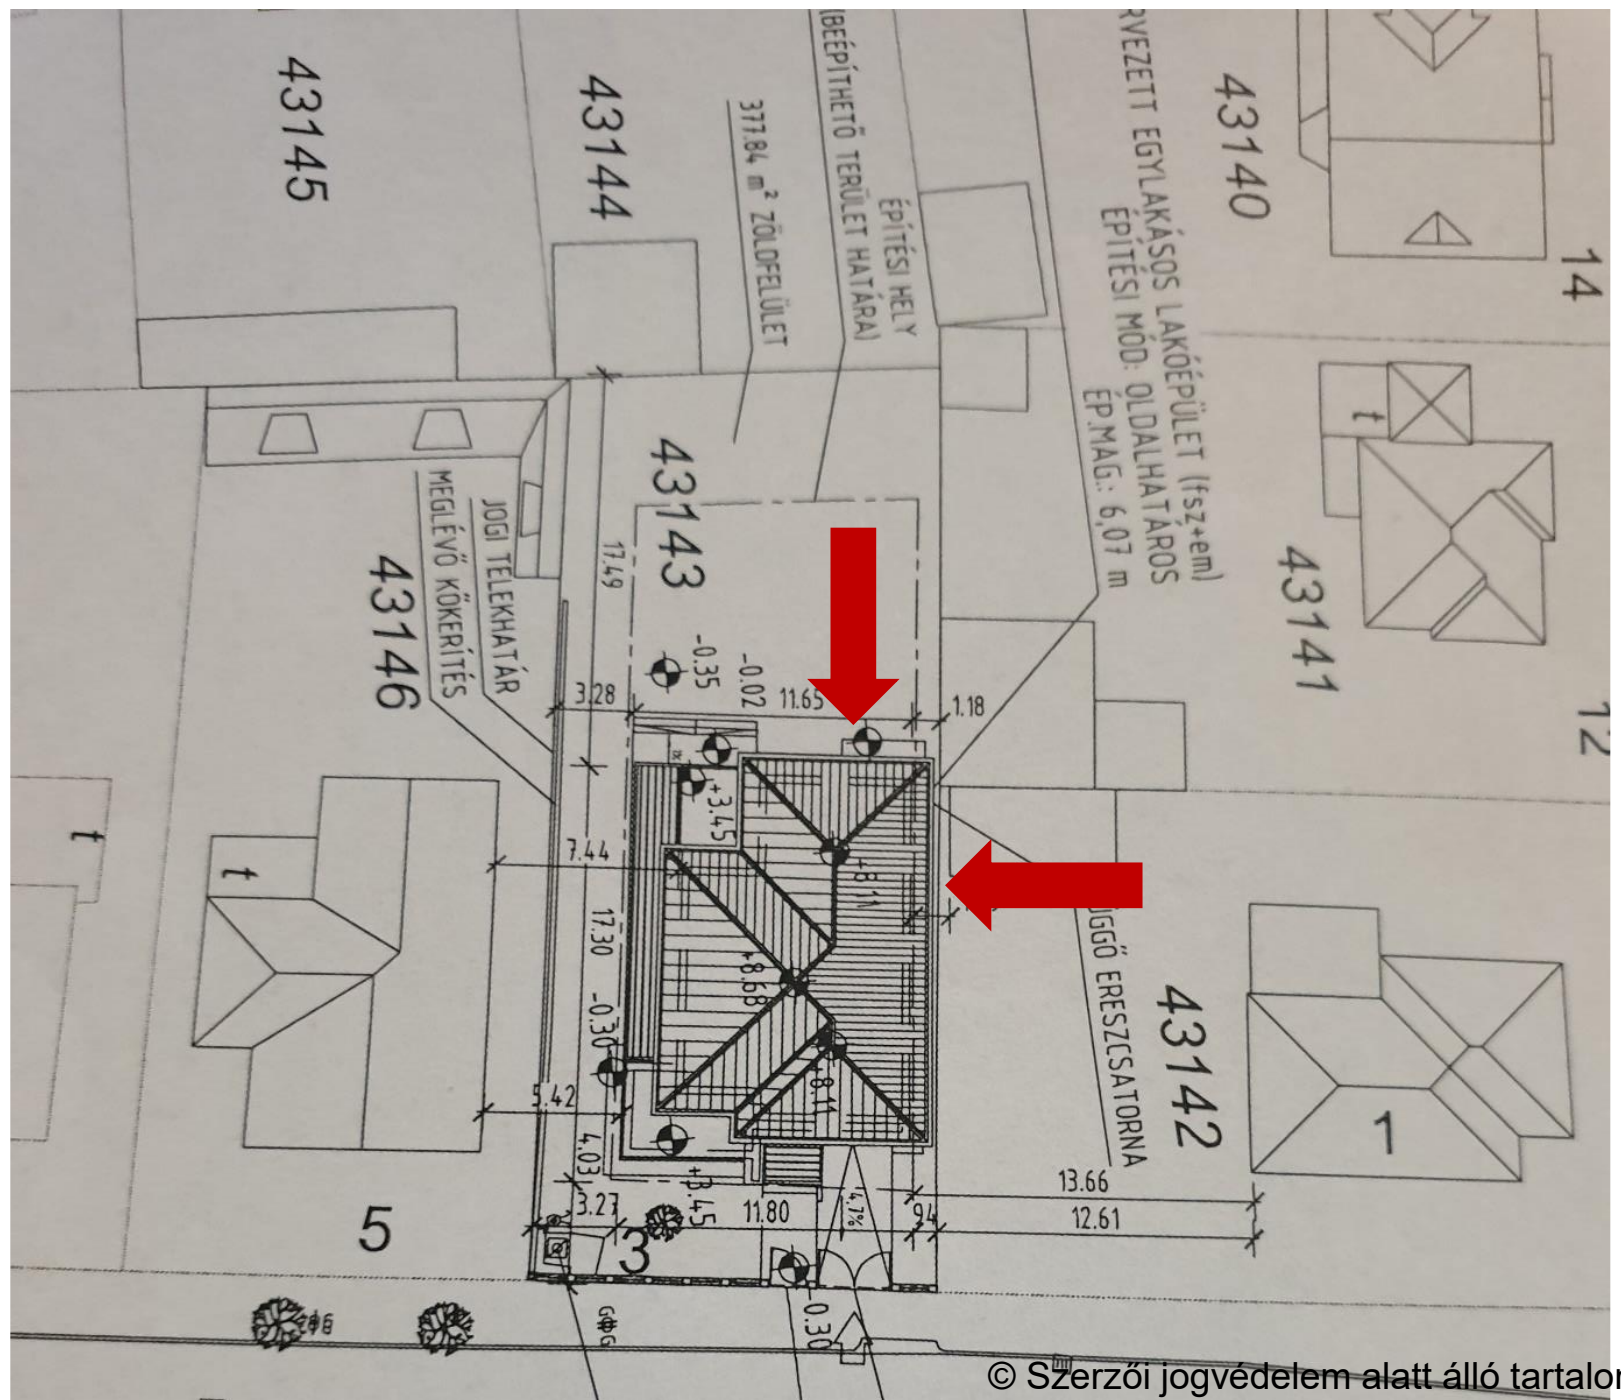 43145
43144
377.84 m² ZÖLDFELÜLET
(BEÉPÍTHETŐ TERÜLET HATÁRA)
ÉPÍTÉSI HELY
RVEZETT EGYLAKÁSOS LAKÓÉPÜLET (fsz+em)
ÉPÍTÉSI MÓD: OLDALHATÁROS
ÉP.MAG.: 6,07 m
43140
14
t
43141
12
43143
JOGI TELEKHATÁR
MEGLÉVŐ KŐKERÍTÉS
43146
17.49
-0.35
-0.02
3.28
11.65
1.18
t
t
+3.45
7.44
+8.11
17.30
+8.68
-0.30
+8.11
ÜGGŐ ERESZCSATORNA
43142
1
5.42
4.03
+3.45
13.66
3.27
11.80
4.7%
94
12.61
5
3
G
G
-0.30
© Szerzői jogvédelem alatt álló tartalo